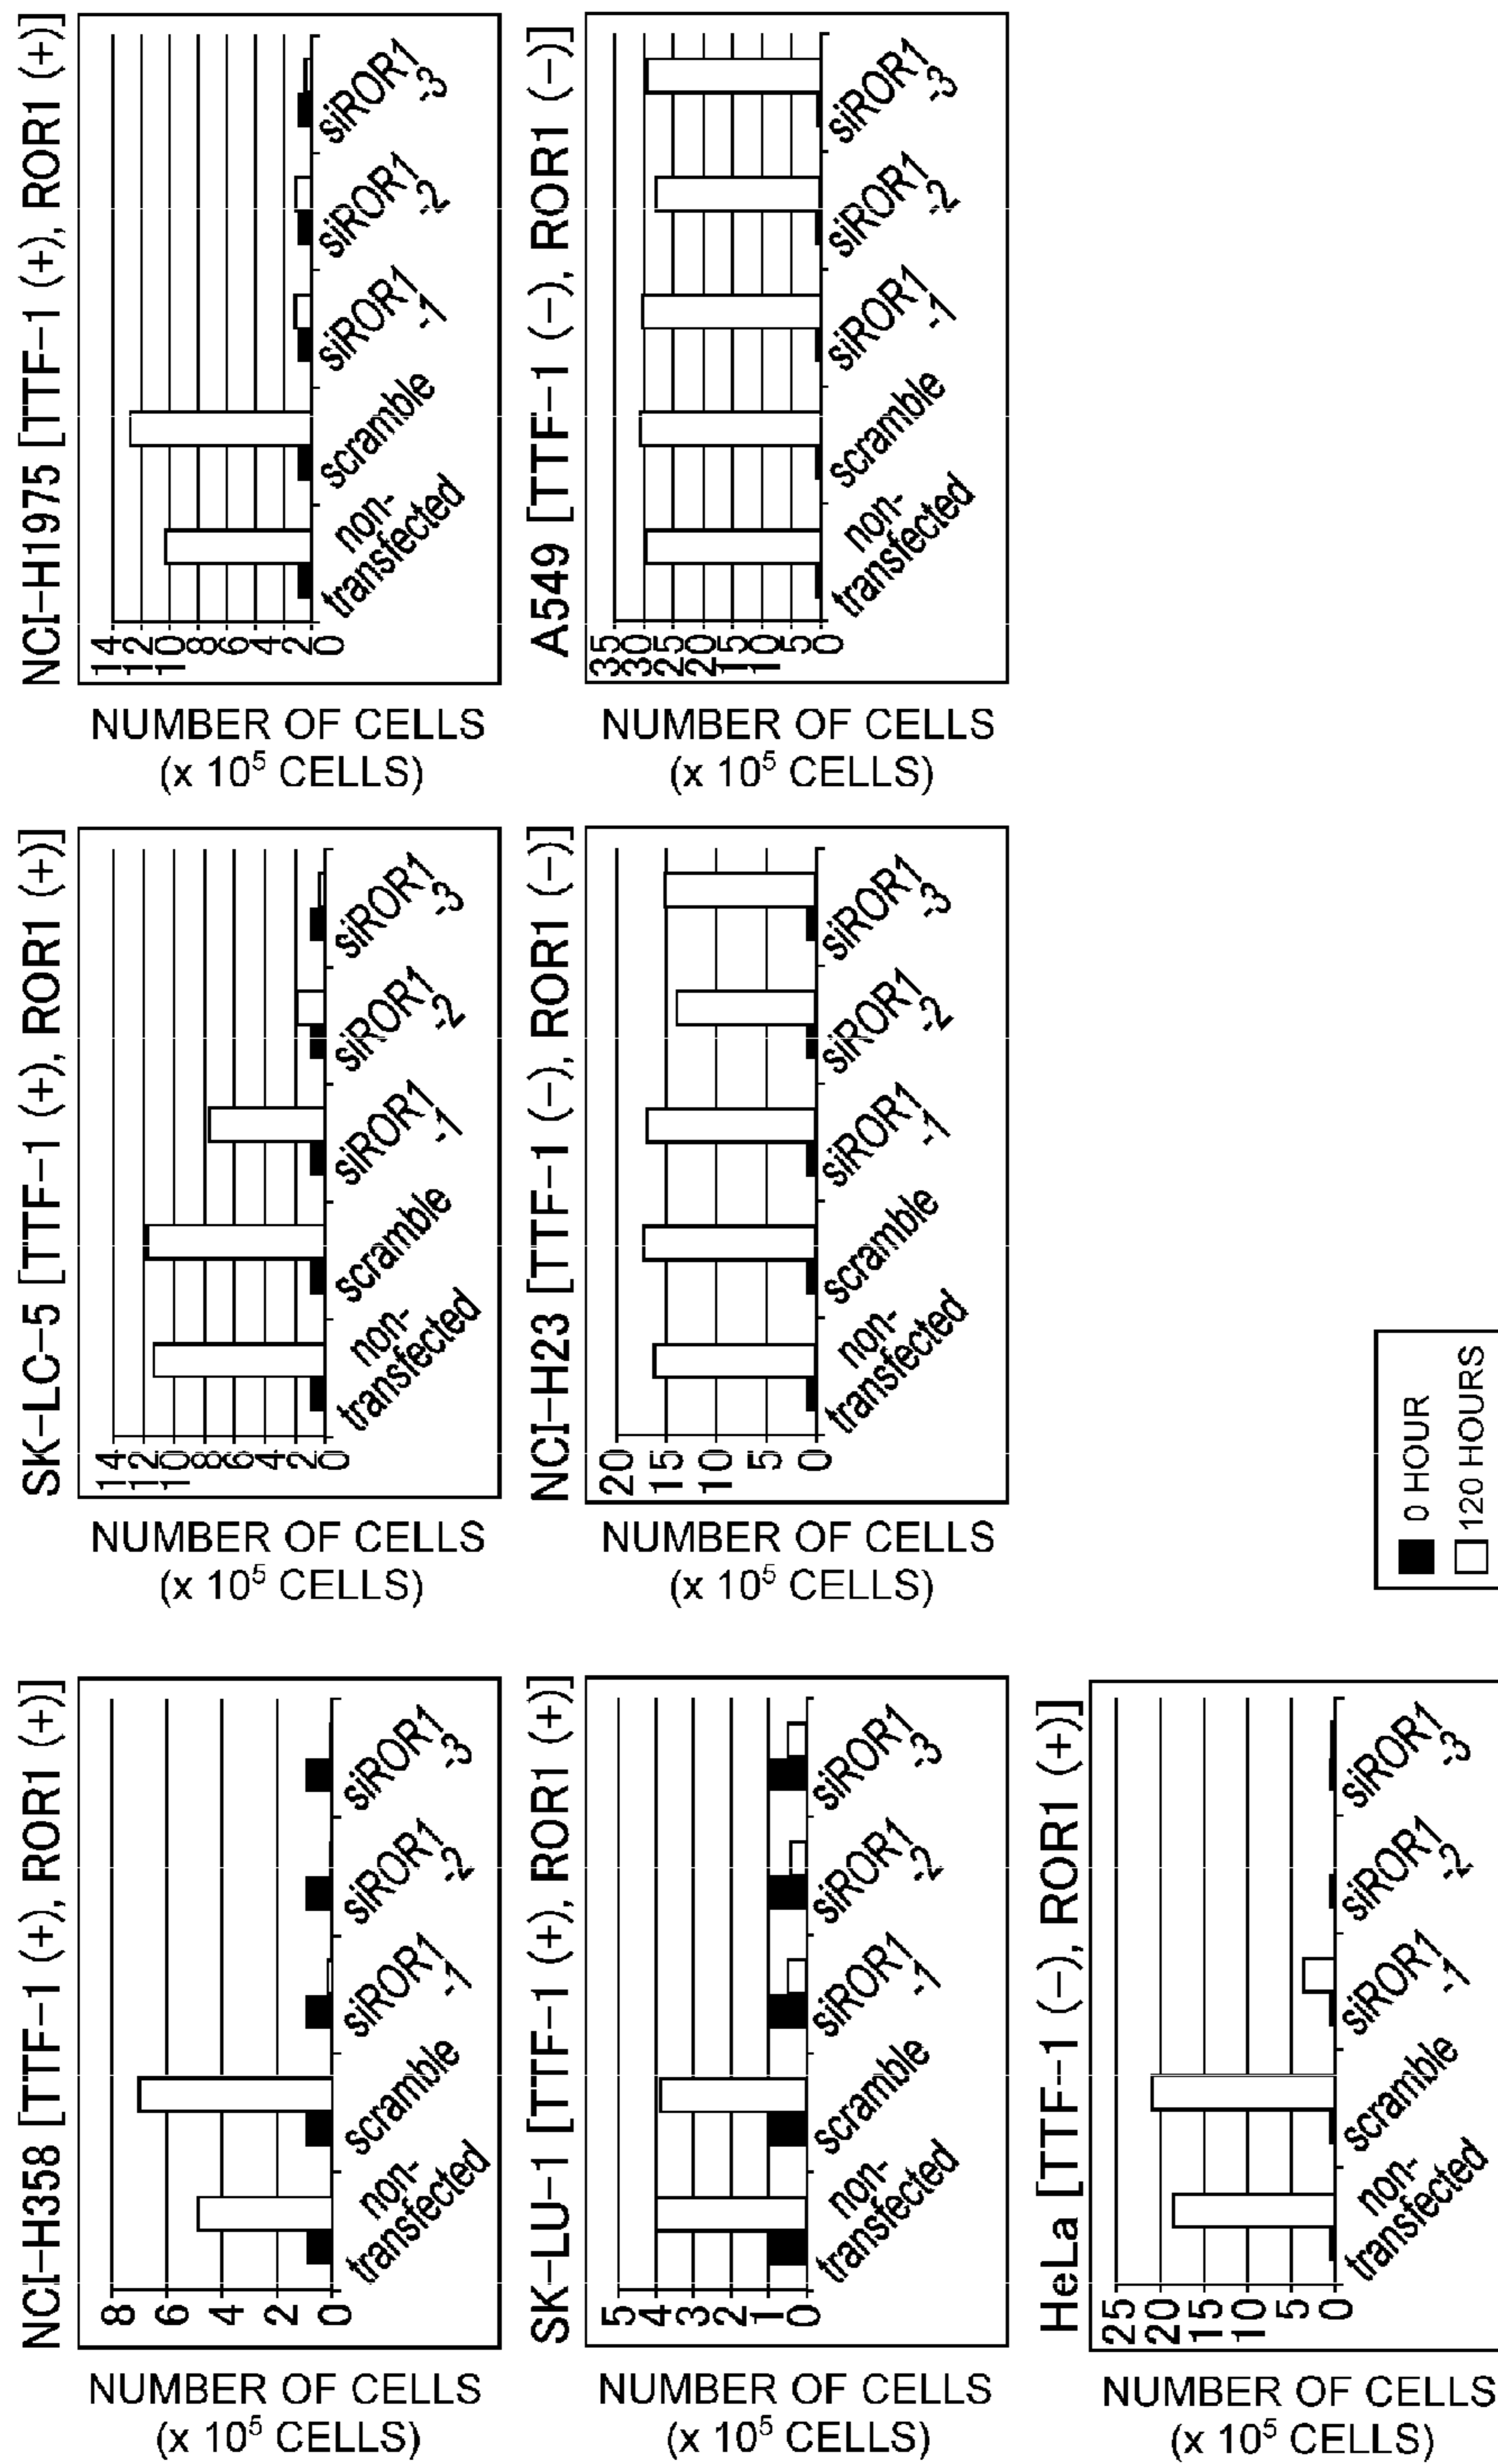 NCI-H358 [TTF-1 (+), ROR1 (+)]
NUMBER OF CELLS
(x 10⁵ CELLS)
8
6
4
2
0
non-
transfected
scramble
siROR1
-1
siROR1
-2
siROR1
-3
SK-LC-5 [TTF-1 (+), ROR1 (+)]
NUMBER OF CELLS
(x 10⁵ CELLS)
14
12
10
8
6
4
2
0
non-
transfected
scramble
siROR1
-1
siROR1
-2
siROR1
-3
NCI-H1975 [TTF-1 (+), ROR1 (+)]
NUMBER OF CELLS
(x 10⁵ CELLS)
14
12
10
8
6
4
2
0
non-
transfected
scramble
siROR1
-1
siROR1
-2
siROR1
-3
SK-LU-1 [TTF-1 (+), ROR1 (+)]
NUMBER OF CELLS
(x 10⁵ CELLS)
5
4
3
2
1
0
non-
transfected
scramble
siROR1
-1
siROR1
-2
siROR1
-3
NCI-H23 [TTF-1 (-), ROR1 (-)]
NUMBER OF CELLS
(x 10⁵ CELLS)
20
15
10
5
0
non-
transfected
scramble
siROR1
-1
siROR1
-2
siROR1
-3
A549 [TTF-1 (-), ROR1 (-)]
NUMBER OF CELLS
(x 10⁵ CELLS)
35
30
25
20
15
10
5
0
non-
transfected
scramble
siROR1
-1
siROR1
-2
siROR1
-3
HeLa [TTF-1 (-), ROR1 (+)]
NUMBER OF CELLS
(x 10⁵ CELLS)
25
20
15
10
5
0
non-
transfected
scramble
siROR1
-1
siROR1
-2
siROR1
-3
0 HOUR
120 HOURS